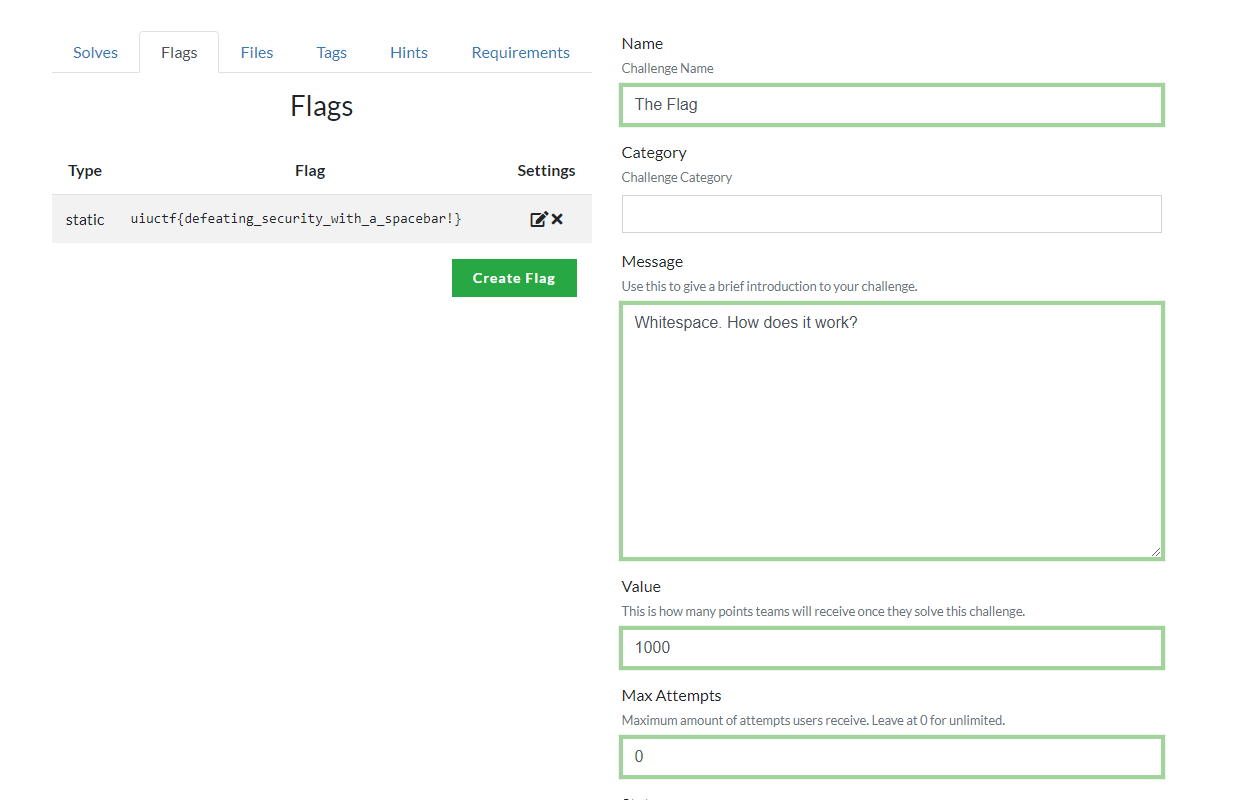 Solves Flags Files Tags Hints Requirements
Flags
Type Flag Settings
static uiuctf{defeating_security_with_a_spacebar!}
Create Flag
Name
Challenge Name
The Flag
Category
Challenge Category
Message
Use this to give a brief introduction to your challenge.
Whitespace. How does it work?
Value
This is how many points teams will receive once they solve this challenge.
1000
Max Attempts
Maximum amount of attempts users receive. Leave at 0 for unlimited.
0